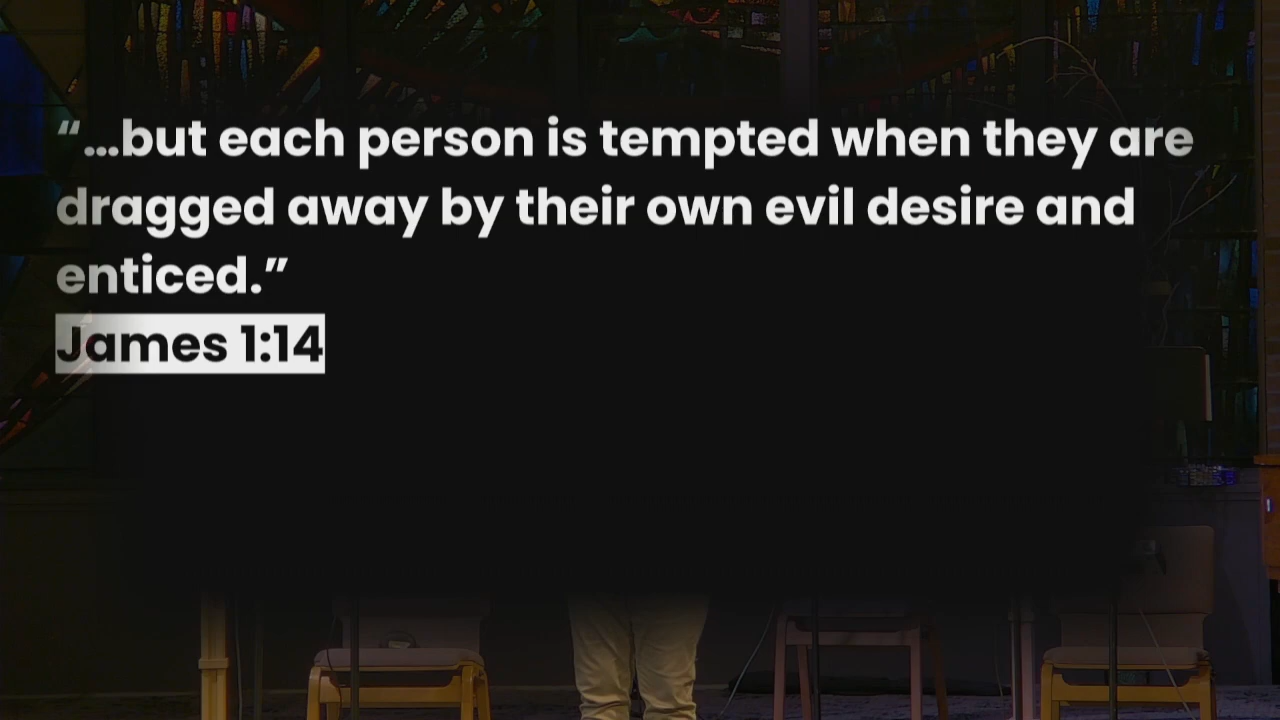 “…but each person is tempted when they are
dragged away by their own evil desire and
enticed.”
James 1:14